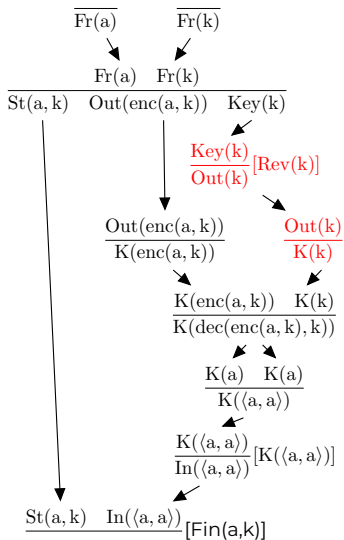 Fr(a) Fr(k)
Fr(a) Fr(k)
St(a, k) Out(enc(a, k)) Key(k)
Key(k)
[Rev(k)]
Out(k)
Out(enc(a, k)) Out(k)
K(enc(a, k)) K(k)
K(enc(a, k)) K(k)
K(dec(enc(a, k), k))
K(a) K(a)
K(⟨a, a⟩)
K(⟨a, a⟩)
[K(⟨a, a⟩)]
In(⟨a, a⟩)
St(a, k) In(⟨a, a⟩)
[Fin(a,k)]